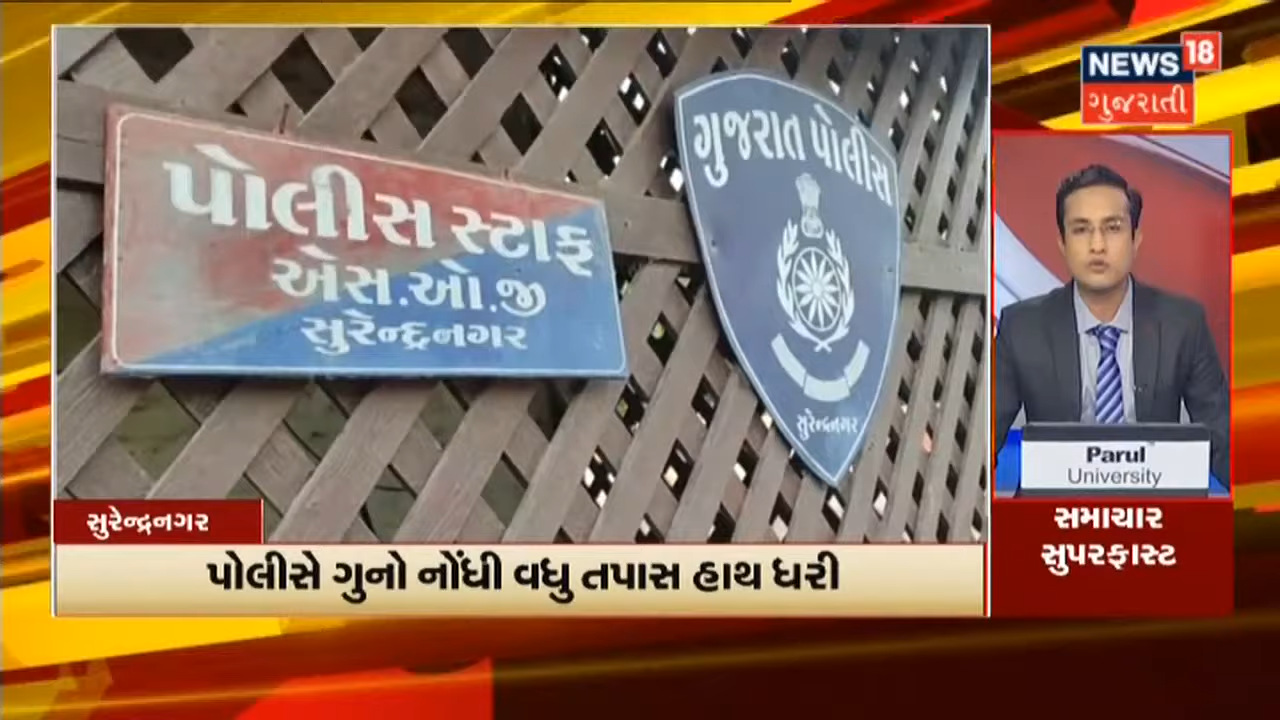 પોલીસ સ્ટાફ
એસ.ઓ.જી
સુરેન્દ્રનગર
ગુજરાત પોલીસ
સુરેન્દ્રનગર
NEWS 18
ગુજરાતી
Parul
University
સમાચાર
સુપરફાસ્ટ
સુરેન્દ્રનગર
પોલીસે ગુનો નોંધી વધુ તપાસ હાથ ધરી